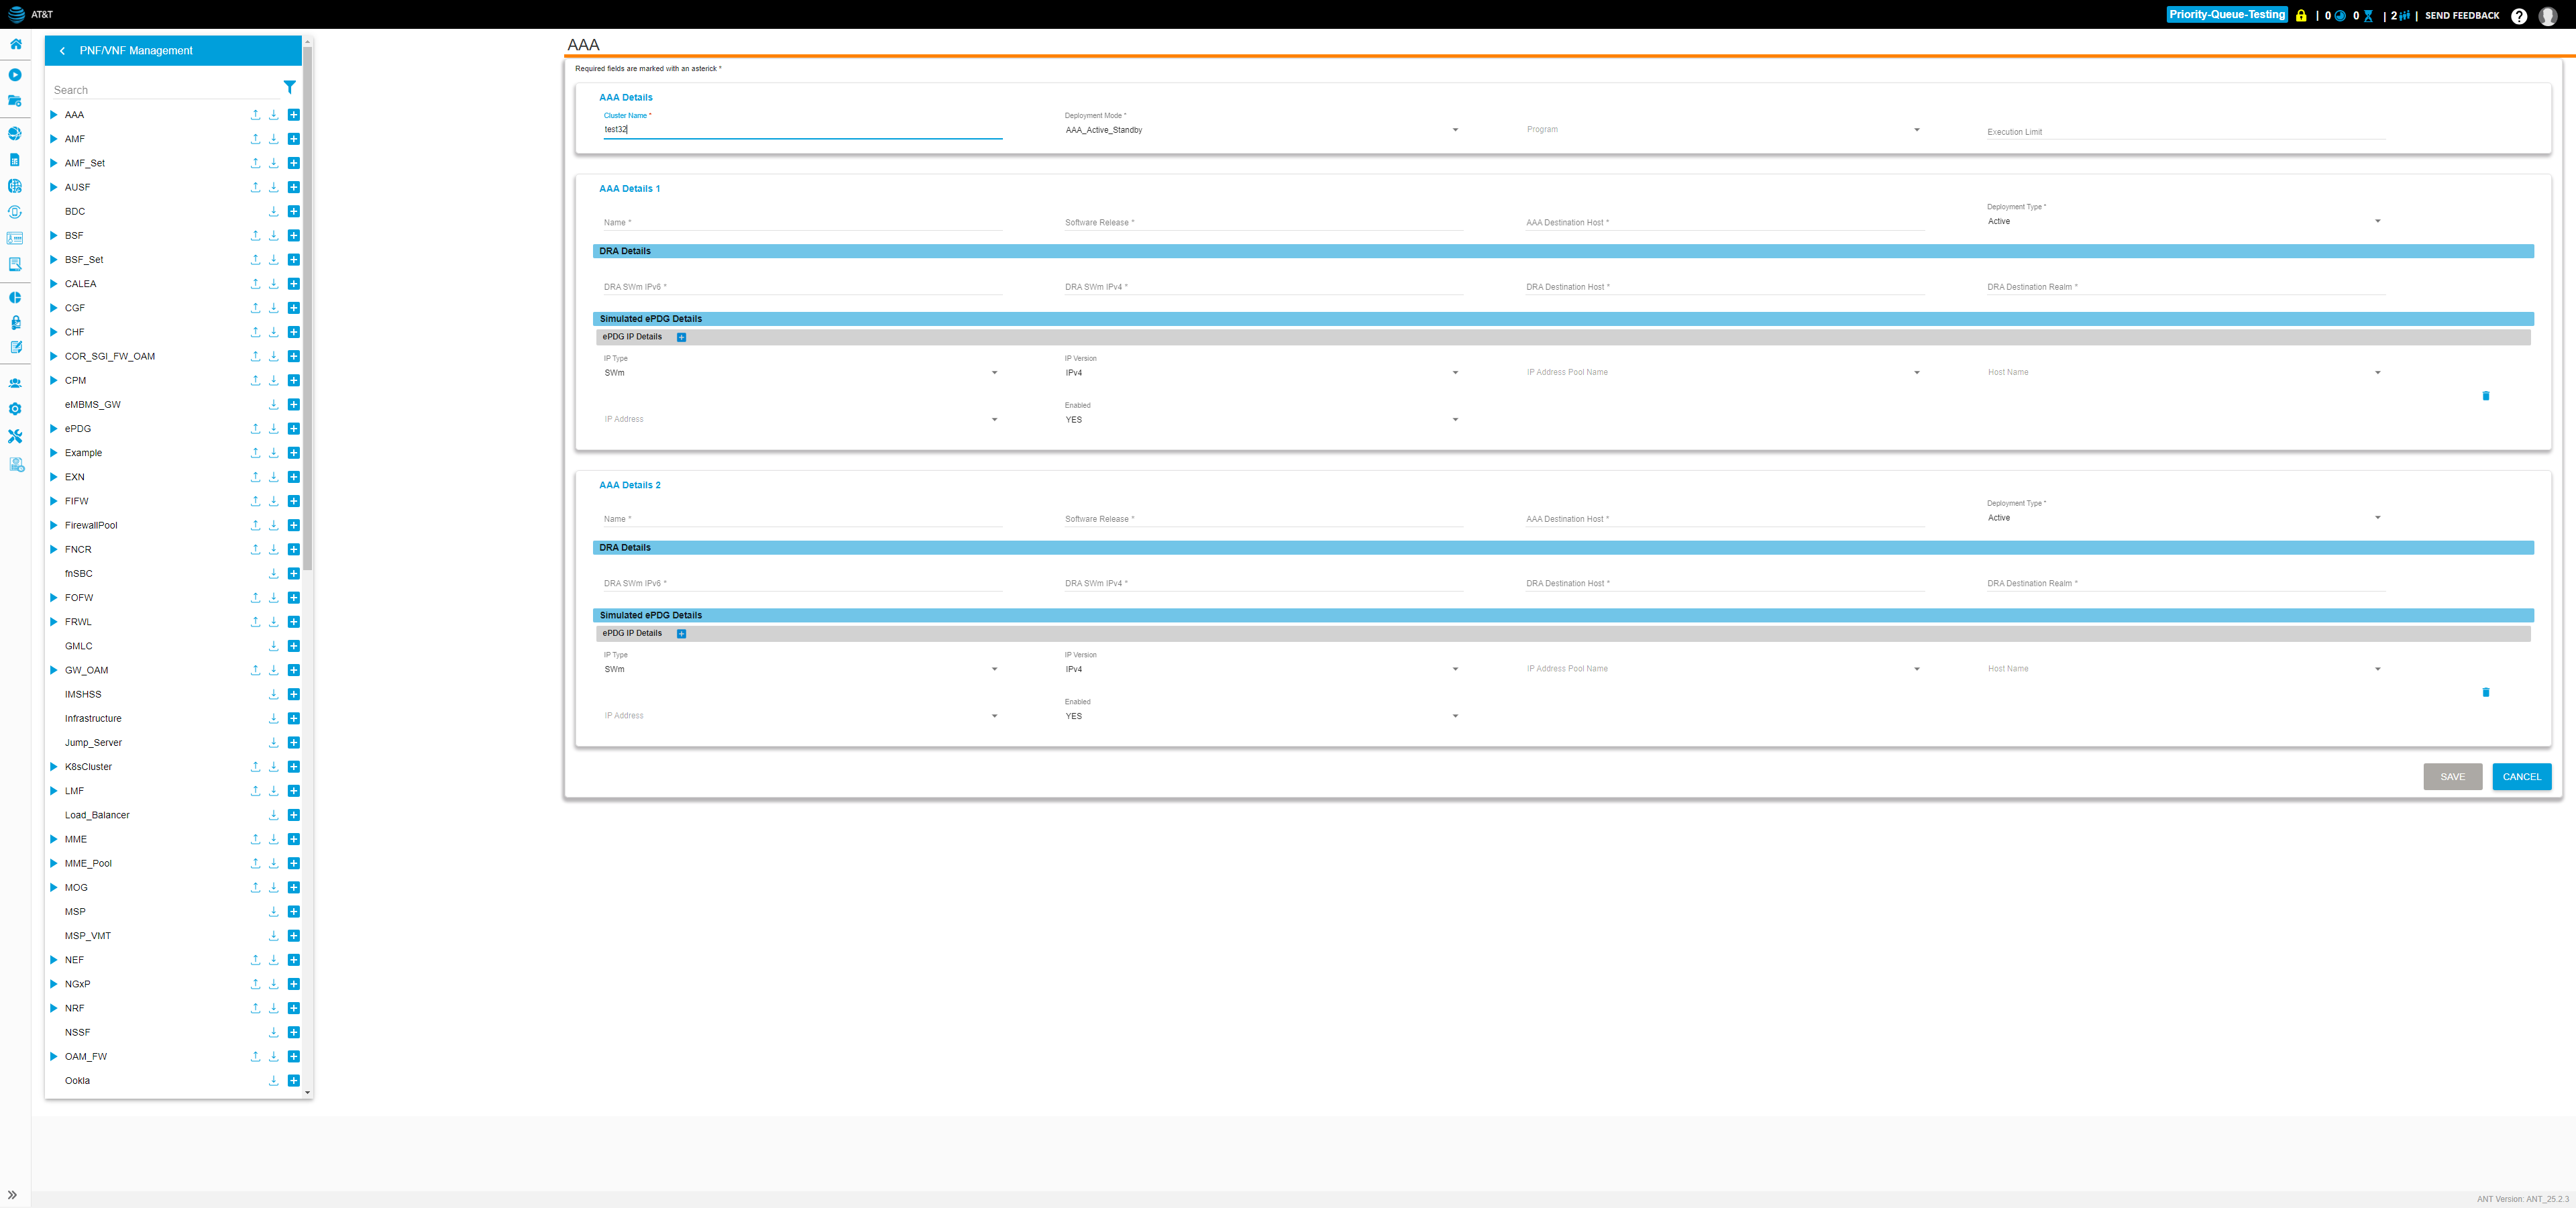 AT&T
Priority-Queue-Testing | 0 0 | 2 | SEND FEEDBACK ?
PNF/VNF Management
Search
AAA
AMF
AMF_Set
AUSF
BDC
BSF
BSF_Set
CALEA
CGF
CHF
COR_SGI_FW_OAM
CPM
eMBMS_GW
ePDG
Example
EXN
FIFW
FirewallPool
FNCR
fnSBC
FOFW
FRWL
GMLC
GW_OAM
IMSHSS
Infrastructure
Jump_Server
K8sCluster
LMF
Load_Balancer
MME
MME_Pool
MOG
MSP
MSP_VMT
NEF
NGxP
NRF
NSSF
OAM_FW
Ookla
AAA
Required fields are marked with an asterick *
AAA Details
Cluster Name * Deployment Mode *
test32 AAA_Active_Standby Program Execution Limit
AAA Details 1
Deployment Type *
Name * Software Release * AAA Destination Host * Active
DRA Details
DRA SWm IPv6 * DRA SWm IPv4 * DRA Destination Host * DRA Destination Realm *
Simulated ePDG Details
ePDG IP Details
IP Type IP Version
SWm IPv4 IP Address Pool Name Host Name
Enabled
IP Address YES
AAA Details 2
Deployment Type *
Name * Software Release * AAA Destination Host * Active
DRA Details
DRA SWm IPv6 * DRA SWm IPv4 * DRA Destination Host * DRA Destination Realm *
Simulated ePDG Details
ePDG IP Details
IP Type IP Version
SWm IPv4 IP Address Pool Name Host Name
Enabled
IP Address YES
SAVE CANCEL
ANT Version: ANT_25.2.3